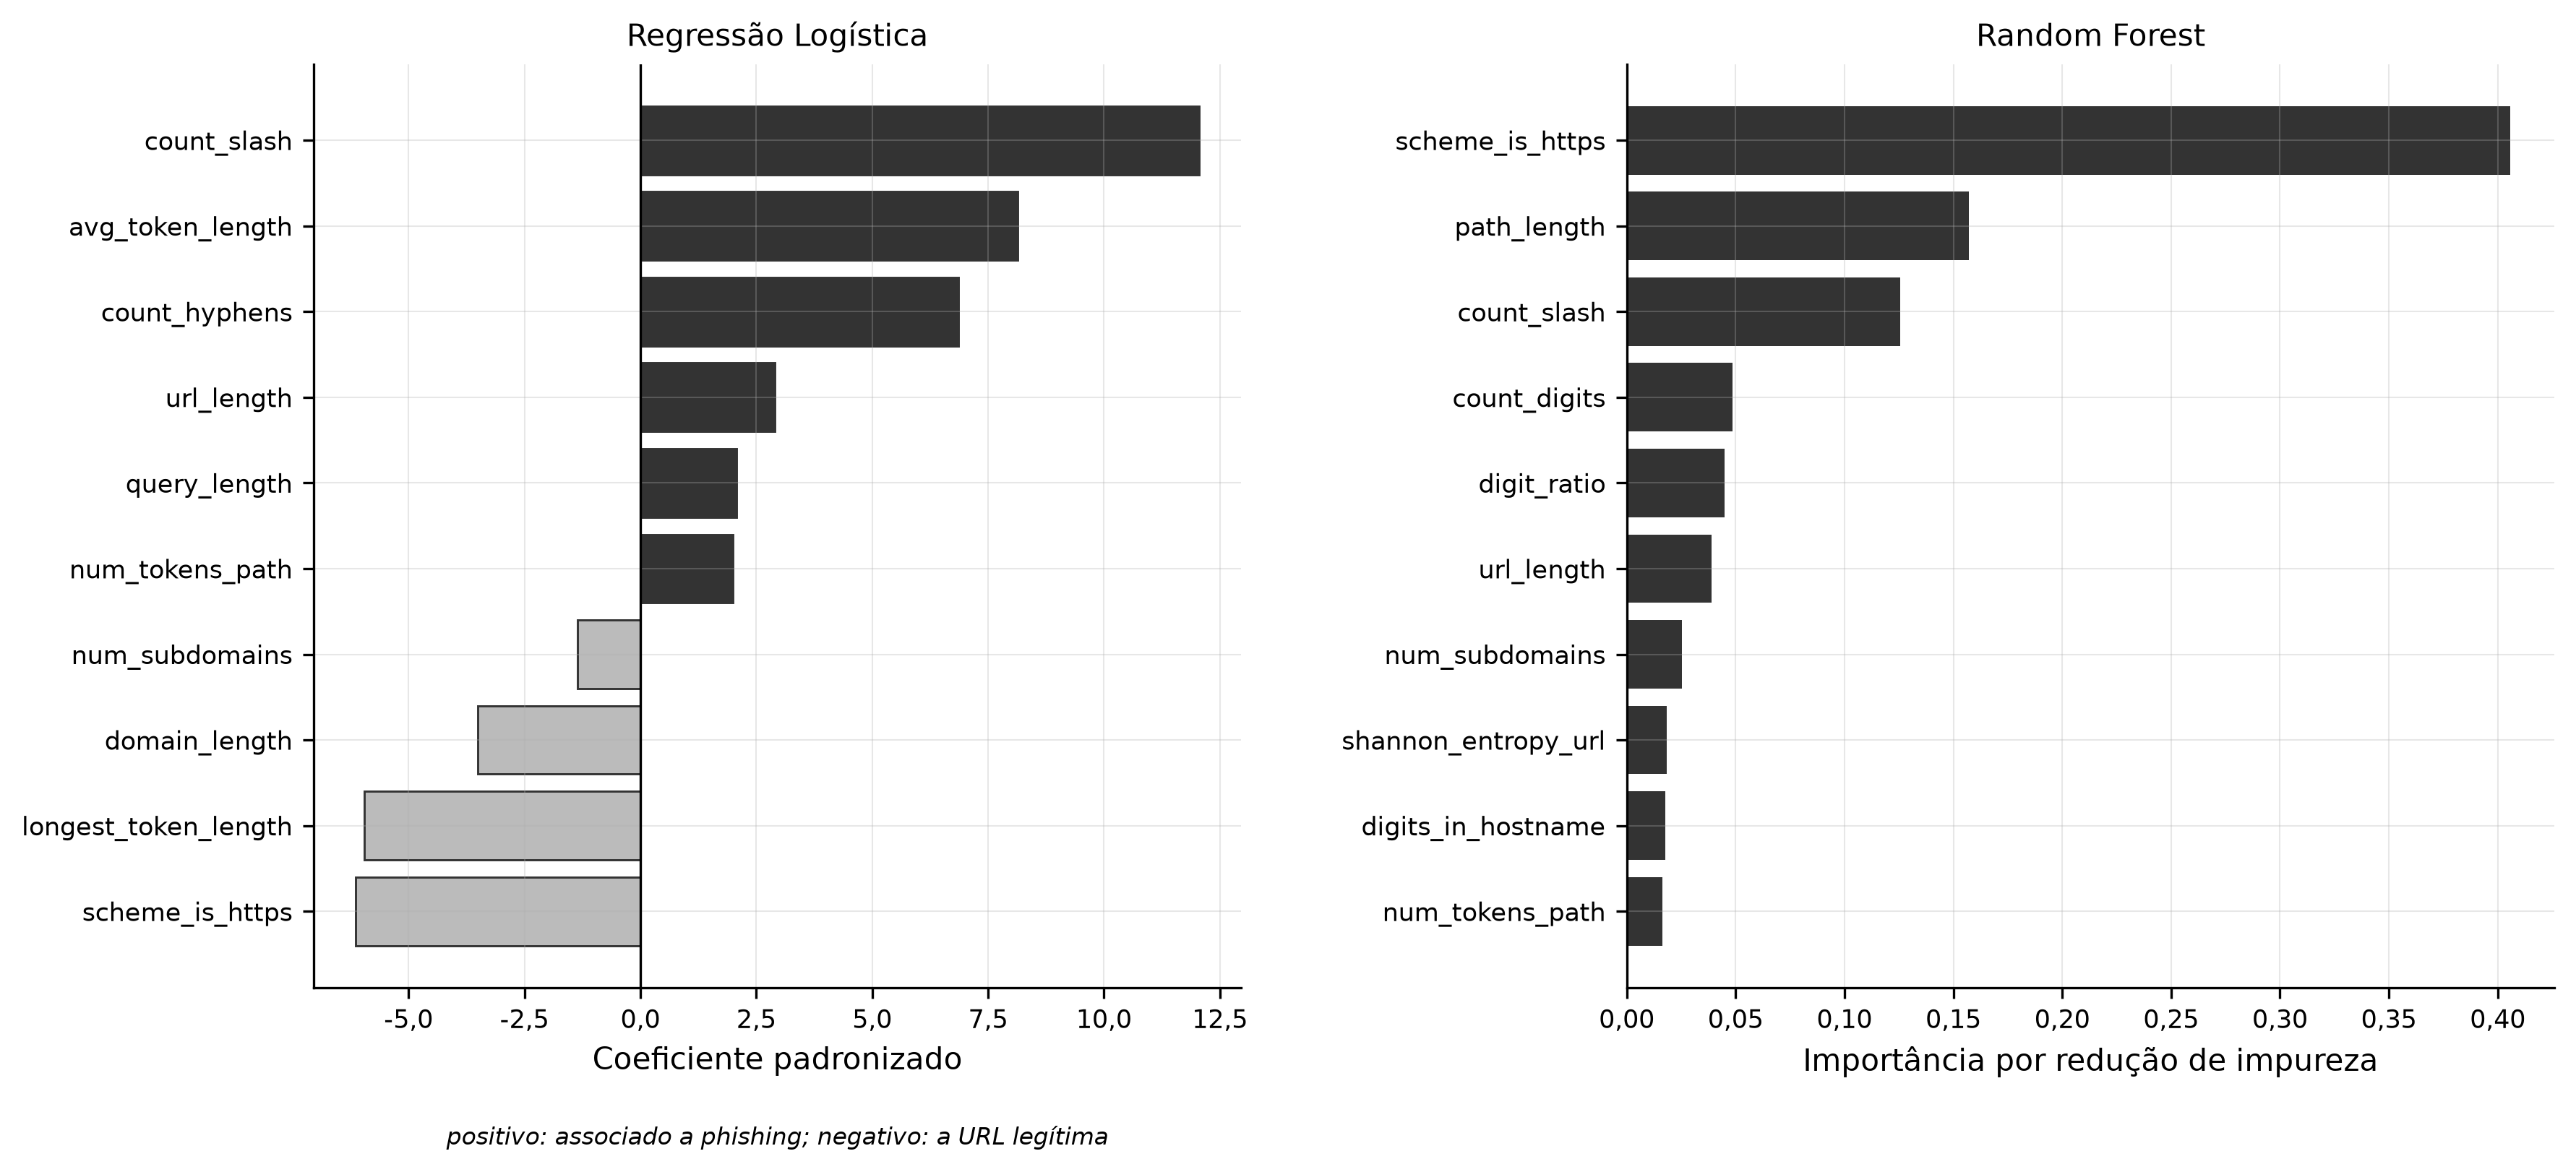 Regressão Logística
count_slash
avg_token_length
count_hyphens
url_length
query_length
num_tokens_path
num_subdomains
domain_length
longest_token_length
scheme_is_https
-5,0 -2,5 0,0 2,5 5,0 7,5 10,0 12,5
Coeficiente padronizado
positivo: associado a phishing; negativo: a URL legítima
Random Forest
scheme_is_https
path_length
count_slash
count_digits
digit_ratio
url_length
num_subdomains
shannon_entropy_url
digits_in_hostname
num_tokens_path
0,00 0,05 0,10 0,15 0,20 0,25 0,30 0,35 0,40
Importância por redução de impureza